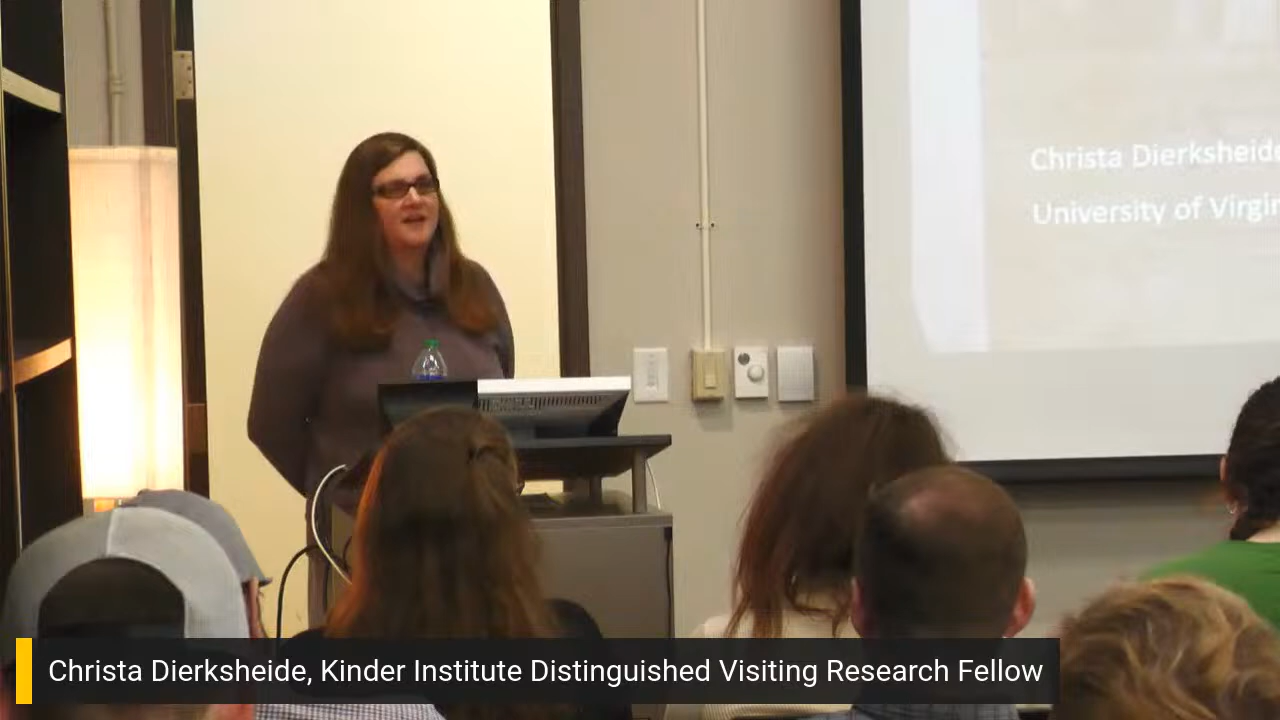 Christa Dierksheide
University of Virgin
Christa Dierksheide, Kinder Institute Distinguished Visiting Research Fellow